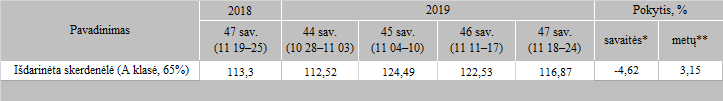 Pavadinimas 2018 2019 Pokytis, %
47 sav. (11 19–25) 44 sav. (10 28–11 03) 45 sav. (11 04–10) 46 sav. (11 11–17) 47 sav. (11 18–24) savaitės* metų**
Išdarinėta skerdenėlė (A klasė, 65%) 113,3 112,52 124,49 122,53 116,87 -4,62 3,15